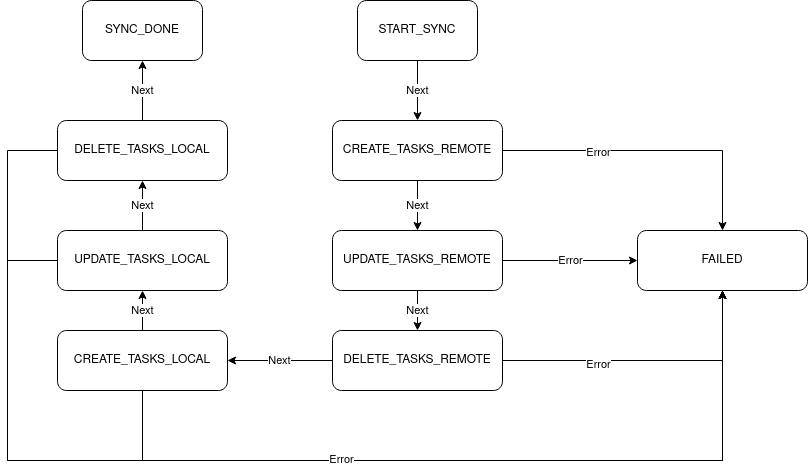 SYNC_DONE
START_SYNC
Next
Next
DELETE_TASKS_LOCAL
CREATE_TASKS_REMOTE
Error
Next
Next
UPDATE_TASKS_LOCAL
UPDATE_TASKS_REMOTE
Error
FAILED
Next
Next
CREATE_TASKS_LOCAL
Next
DELETE_TASKS_REMOTE
Error
Error